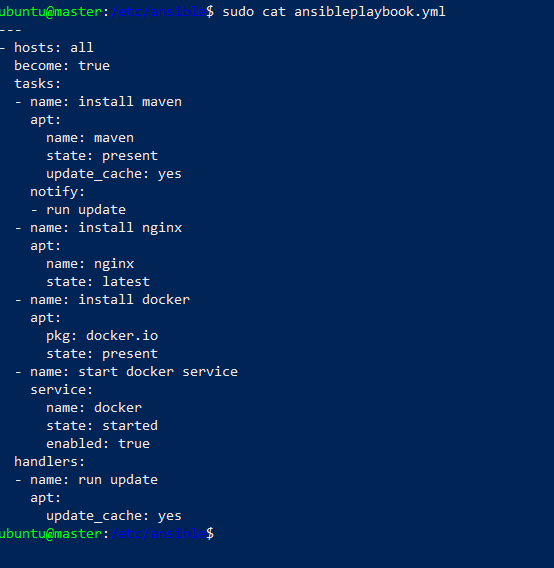 ubuntu@master:/etc/ansible$ sudo cat ansibleplaybook.yml
---
- hosts: all
  become: true
  tasks:
  - name: install maven
    apt:
      name: maven
      state: present
      update_cache: yes
    notify:
    - run update
  - name: install nginx
    apt:
      name: nginx
      state: latest
  - name: install docker
    apt:
      pkg: docker.io
      state: present
  - name: start docker service
    service:
      name: docker
      state: started
      enabled: true
  handlers:
  - name: run update
    apt:
      update_cache: yes
ubuntu@master:/etc/ansible$